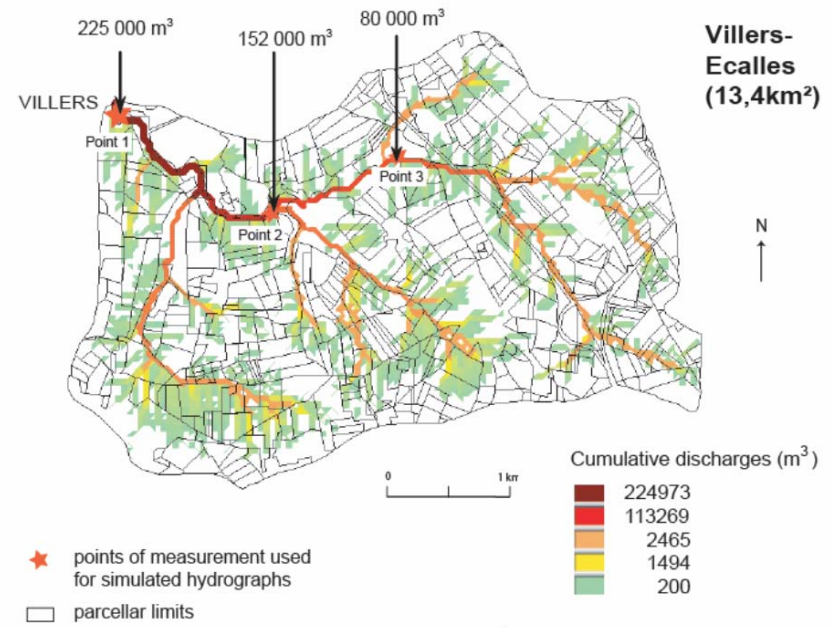 225 000 m³
152 000 m³
80 000 m³
Villers-
Ecalles
(13,4km²)
VILLERS
Point 1
Point 2
Point 3
N
0 1 km
Cumulative discharges (m³)
224973
113269
2465
1494
200
points of measurement used
for simulated hydrographs
parcellar limits